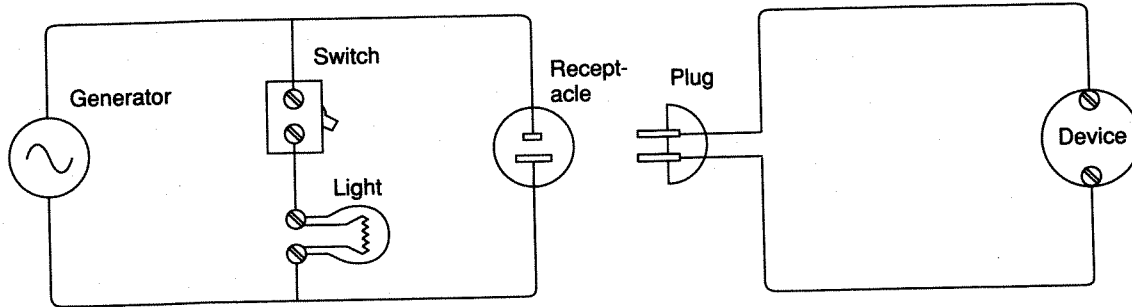 Generator
Switch
Light
Recept-
acle
Plug
Device